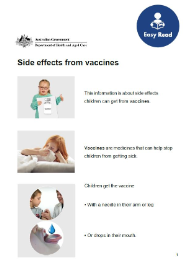 Australian Government
Department of Health and Aged Care
Easy Read
Side effects from vaccines
This information is about side effects
children can get from vaccines.
Vaccines are medicines that can help stop
children from getting sick.
Children get the vaccine
• With a needle in their arm or leg
• Or drops in their mouth.
1